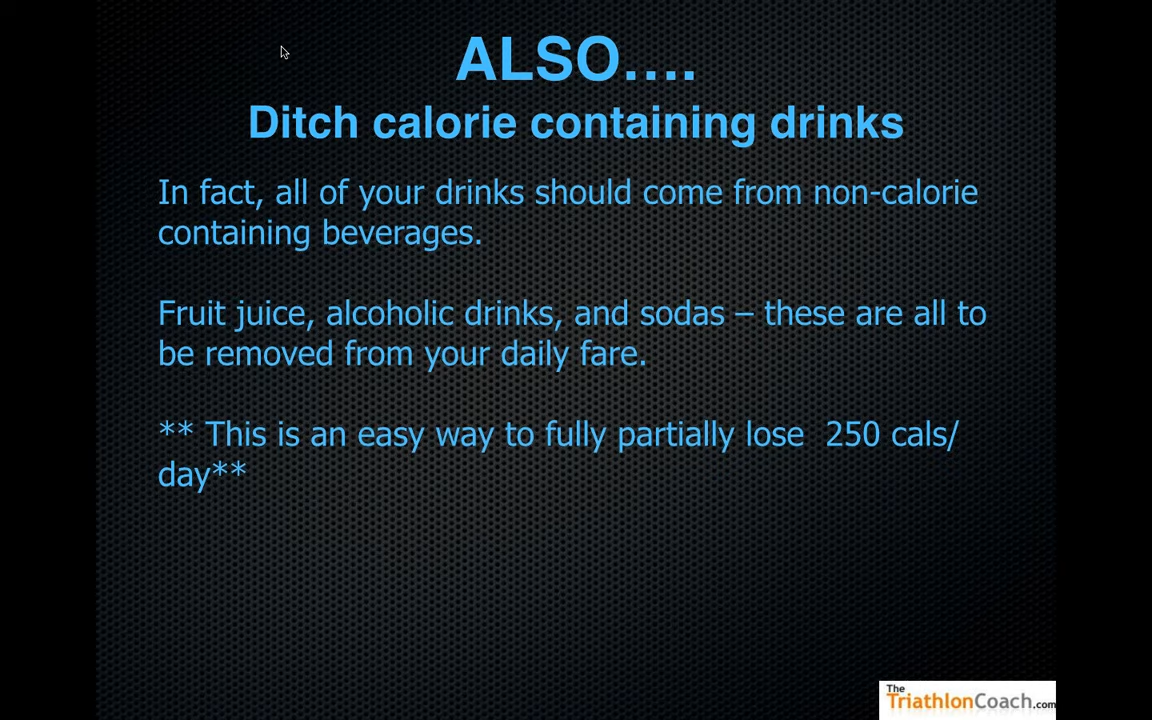 ALSO….
Ditch calorie containing drinks
In fact, all of your drinks should come from non-calorie
containing beverages.
Fruit juice, alcoholic drinks, and sodas – these are all to
be removed from your daily fare.
** This is an easy way to fully partially lose  250 cals/
day**
The
TriathlonCoach.com